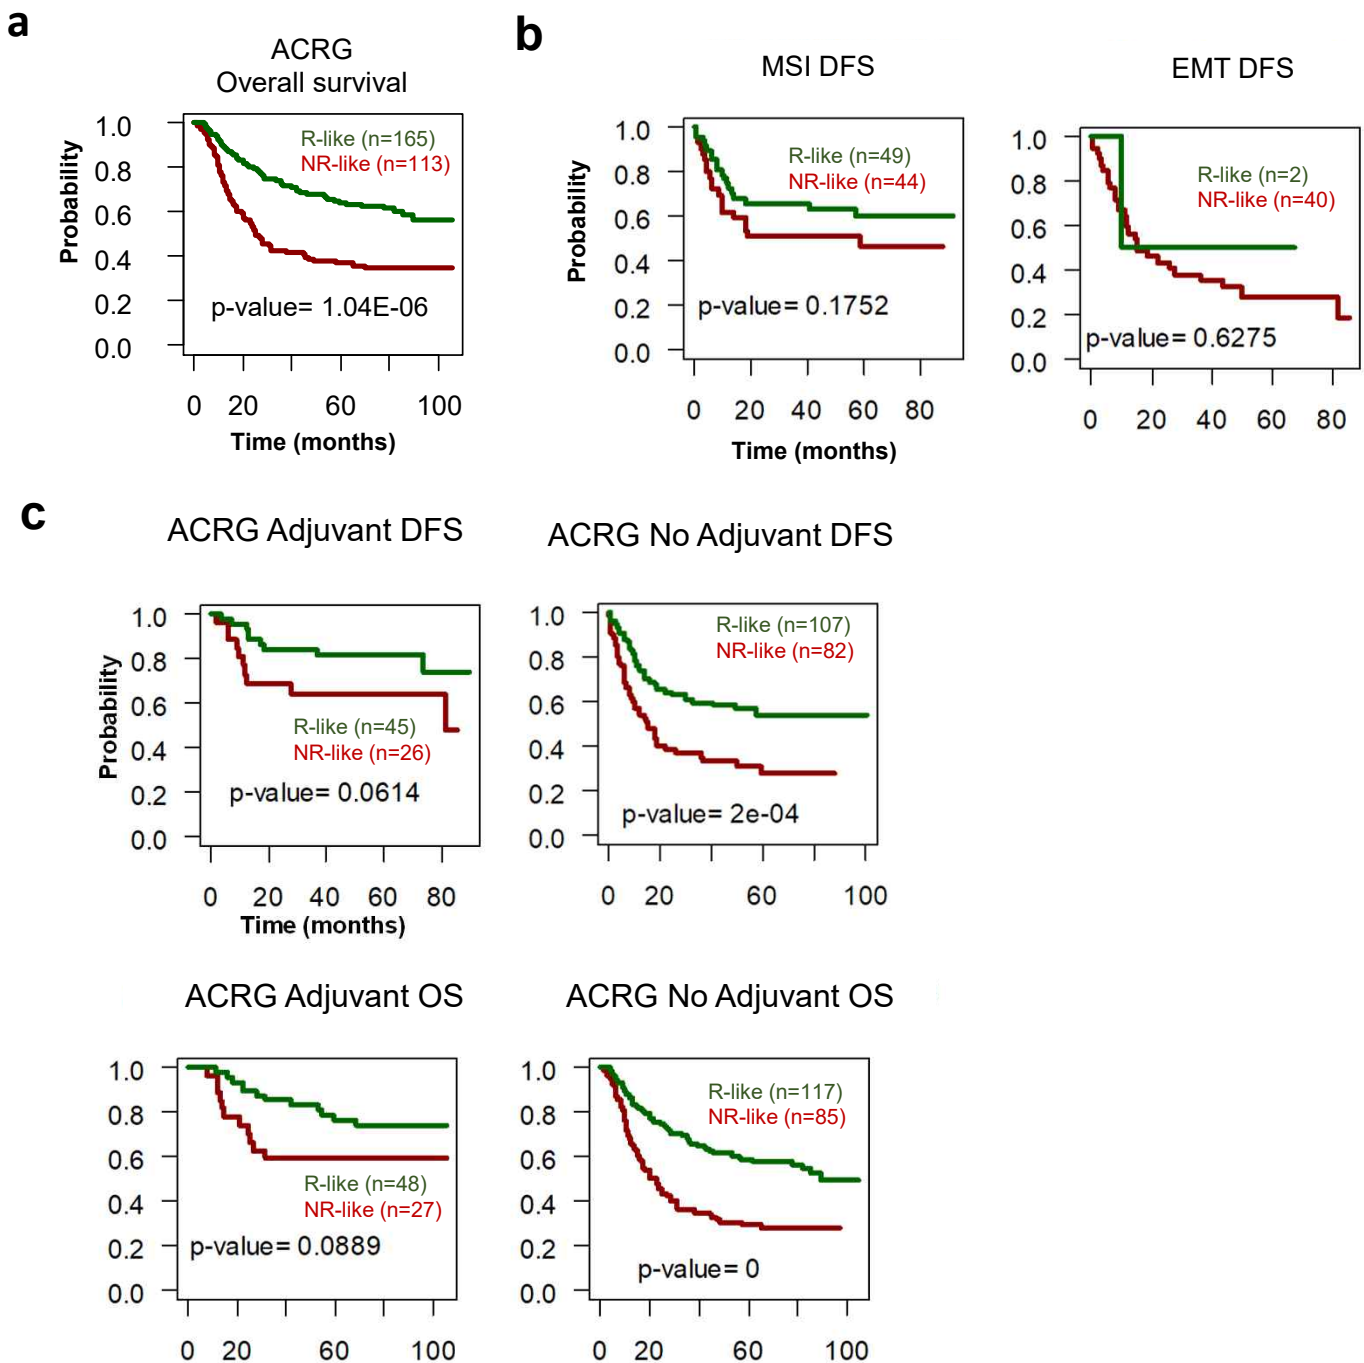 a
ACRG
Overall survival
1.0
0.8
0.6
0.4
0.2
0.0
Probability
R-like (n=165)
NR-like (n=113)
p-value= 1.04E-06
0 20 60 100
Time (months)
b
MSI DFS
1.0
0.8
0.6
0.4
0.2
0.0
Probability
R-like (n=49)
NR-like (n=44)
p-value= 0.1752
0 20 40 60 80
Time (months)
EMT DFS
1.0
0.8
0.6
0.4
0.2
0.0
R-like (n=2)
NR-like (n=40)
p-value= 0.6275
0 20 40 60 80
c
ACRG Adjuvant DFS
1.0
0.8
0.6
0.4
0.2
0.0
Probability
R-like (n=45)
NR-like (n=26)
p-value= 0.0614
0 20 40 60 80
Time (months)
ACRG No Adjuvant DFS
1.0
0.8
0.6
0.4
0.2
0.0
R-like (n=107)
NR-like (n=82)
p-value= 2e-04
0 20 60 100
ACRG Adjuvant OS
1.0
0.8
0.6
0.4
0.2
0.0
R-like (n=48)
NR-like (n=27)
p-value= 0.0889
0 20 60 100
ACRG No Adjuvant OS
1.0
0.8
0.6
0.4
0.2
0.0
R-like (n=117)
NR-like (n=85)
p-value= 0
0 20 60 100